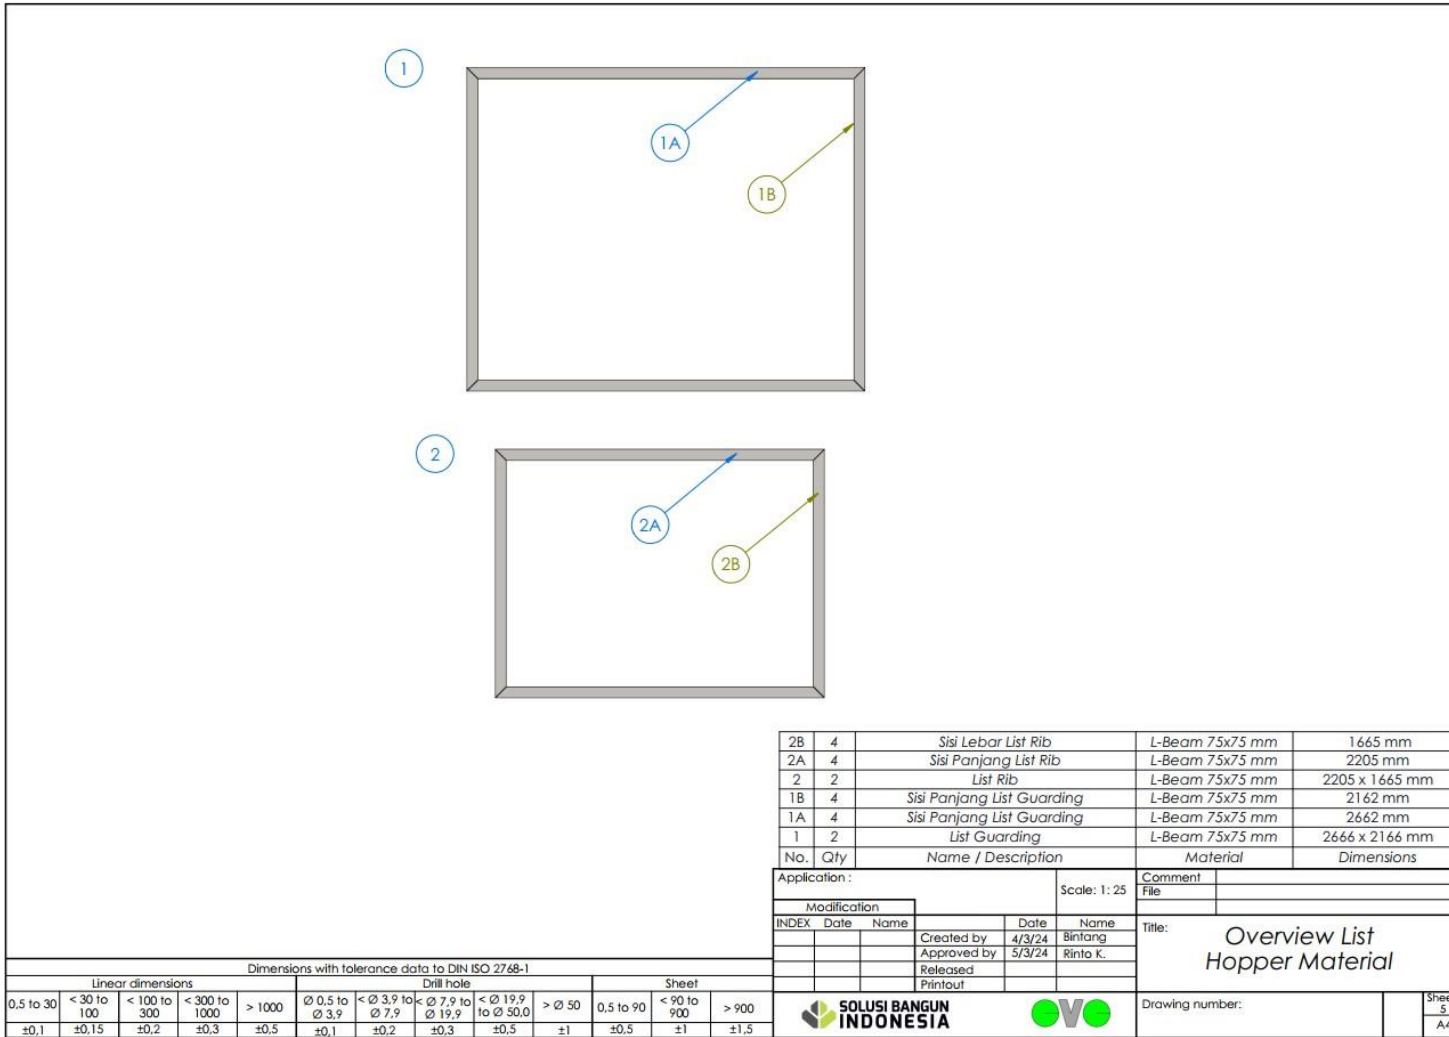 1
1A
1B
2
2A
2B
2B 4 Sisi Lebar List Rib L-Beam 75x75 mm 1665 mm
2A 4 Sisi Panjang List Rib L-Beam 75x75 mm 2205 mm
2 2 List Rib L-Beam 75x75 mm 2205 x 1665 mm
1B 4 Sisi Panjang List Guarding L-Beam 75x75 mm 2162 mm
1A 4 Sisi Panjang List Guarding L-Beam 75x75 mm 2662 mm
1 2 List Guarding L-Beam 75x75 mm 2666 x 2166 mm
No. Qty Name / Description Material Dimensions
Application :
Scale: 1: 25
Comment
File
Modification
INDEX Date Name
Date Name
Created by 4/3/24 Bintang
Approved by 5/3/24 Rinto K.
Released
Printout
Title:
Overview List
Hopper Material
Dimensions with tolerance data to DIN ISO 2768-1
Linear dimensions Drill hole Sheet
0,5 to 30 < 30 to 100 < 100 to 300 < 300 to 1000 > 1000 Ø 0,5 to Ø 3,9 < Ø 3,9 to Ø 7,9 < Ø 7,9 to Ø 19,9 < Ø 19,9 to Ø 50,0 > Ø 50 0,5 to 90 < 90 to 900 > 900
±0,1 ±0,15 ±0,2 ±0,3 ±0,5 ±0,1 ±0,2 ±0,3 ±0,5 ±1 ±0,5 ±1 ±1,5
SOLUSI BANGUN
INDONESIA
Drawing number:
5